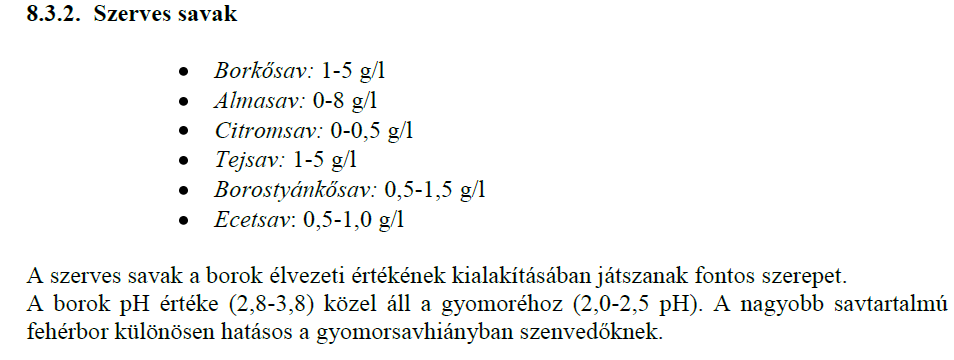 8.3.2. Szerves savak
• Borkősav: 1-5 g/l
• Almasav: 0-8 g/l
• Citromsav: 0-0,5 g/l
• Tejsav: 1-5 g/l
• Borostyánkősav: 0,5-1,5 g/l
• Ecetsav: 0,5-1,0 g/l
A szerves savak a borok élvezeti értékének kialakításában játszanak fontos szerepet.
A borok pH értéke (2,8-3,8) közel áll a gyomoréhoz (2,0-2,5 pH). A nagyobb savtartalmú
fehérbor különösen hatásos a gyomorsavhiányban szenvedőknek.